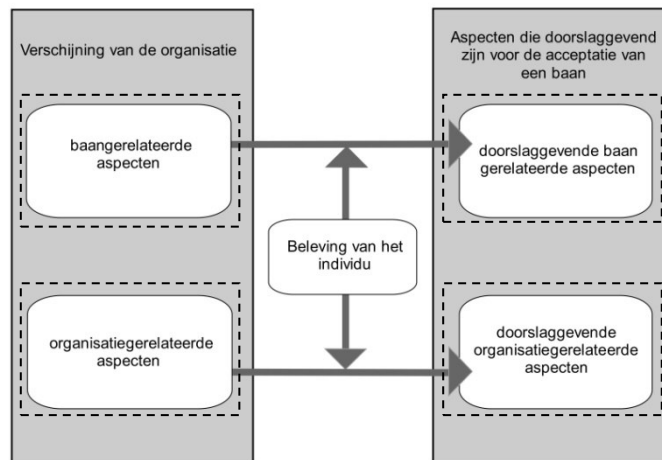 Verschijning van de organisatie
baangerelateerde
aspecten
organisatiegerelateerde
aspecten
Beleving van het
individu
Aspecten die doorslaggevend
zijn voor de acceptatie van
een baan
doorslaggevende baan
gerelateerde aspecten
doorslaggevende
organisatiegerelateerde
aspecten